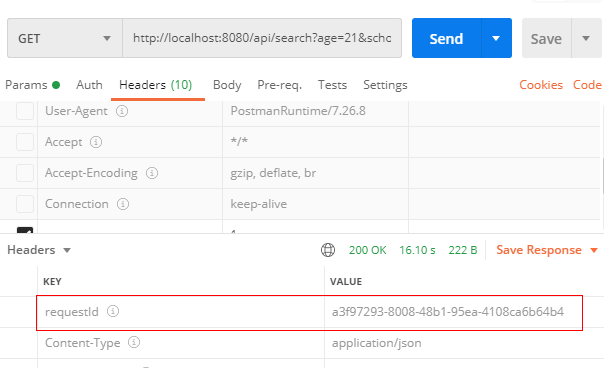 GET http://localhost:8080/api/search?age=21&scho Send Save
Params Auth Headers (10) Body Pre-req. Tests Settings Cookies Code
User-Agent PostmanRuntime/7.26.8
Accept */*
Accept-Encoding gzip, deflate, br
Connection keep-alive
Headers 200 OK 16.10 s 222 B Save Response
KEY VALUE
requestId a3f97293-8008-48b1-95ea-4108ca6b64b4
Content-Type application/json